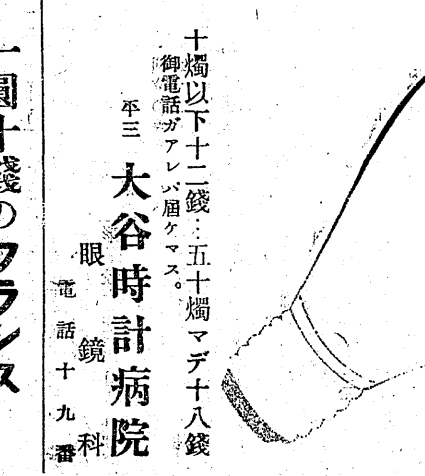 十燭以下十二錢…五十燭マデ十八錢
御電話ガアレバ届ケマス。
平三 大谷時計病院
眼鏡科
電話十九番
一圓十錢のフランス